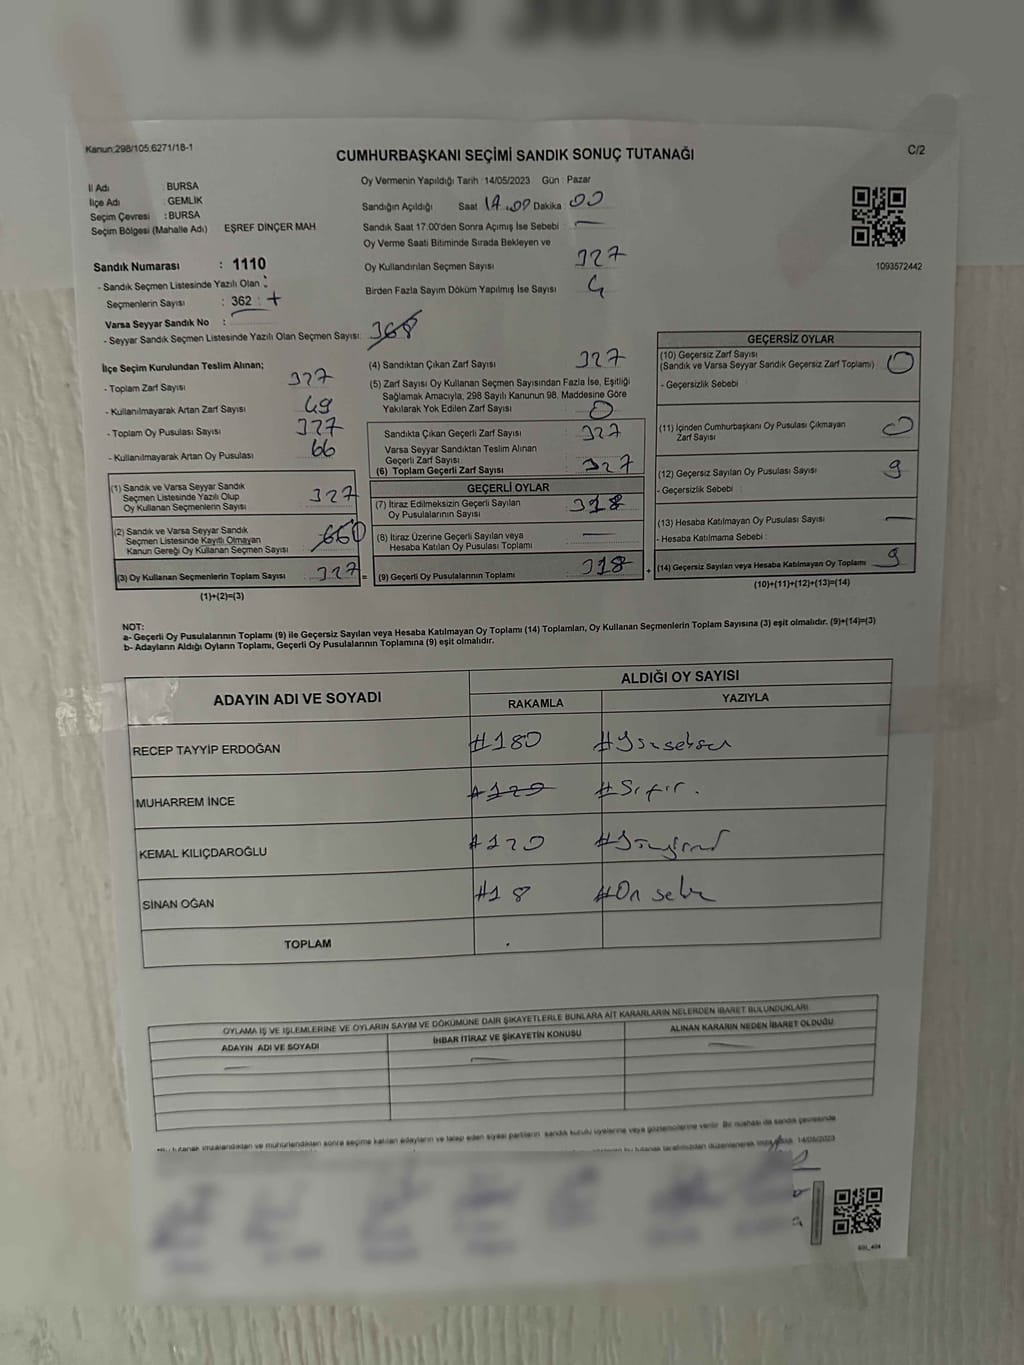 Kanun:298/105.6271/18-1
CUMHURBAŞKANI SEÇİMİ SANDIK SONUÇ TUTANAĞI
C/2
İl Adı : BURSA
İlçe Adı : GEMLİK
Seçim Çevresi : BURSA
Seçim Bölgesi (Mahalle Adı) EŞREF DİNÇER MAH.
Oy Vermenin Yapıldığı Tarih :14/05/2023 Gün : Pazar
Sandığın Açıldığı Saat 17.00 Dakika 00
Sandık Saat 17.00'den Sonra Açımış İse Sebebi : —
Oy Verme Saati Bitiminde Sırada Bekleyen ve
Oy Kullandırılan Seçmen Sayısı 327
Birden Fazla Sayım Döküm Yapılmış İse Sayısı
1093572442
Sandık Numarası : 1110
- Sandık Seçmen Listesinde Yazılı Olan :
Seçmenlerin Sayısı : 362 : +
Varsa Seyyar Sandık No :
- Seyyar Sandık Seçmen Listesinde Yazılı Olan Seçmen Sayısı:
İlçe Seçim Kurulundan Teslim Alınan;
- Toplam Zarf Sayısı 327
- Kullanılmayarak Artan Zarf Sayısı 49
- Toplam Oy Pusulası Sayısı 327
- Kullanılmayarak Artan Oy Pusulası 66
(1) Sandık ve Varsa Seyyar Sandık
Seçmen Listesinde Yazılı Olup
Oy Kullanan Seçmenlerin Sayısı 327
(2) Sandık ve Varsa Seyyar Sandık
Seçmen Listesinde Kayıtlı Olmayan
Kanun Gereği Oy Kullanan Seçmen Sayısı
(3) Oy Kullanan Seçmenlerin Toplam Sayısı 327 =
(1)+(2)=(3)
(4) Sandıktan Çıkan Zarf Sayısı 327
(5) Zarf Sayısı Oy Kullanan Seçmen Sayısından Fazla İse, Eşitliği
Sağlamak Amacıyla, 298 Sayılı Kanunun 98. Maddesine Göre
Yakılarak Yok Edilen Zarf Sayısı 0
Sandıkta Çıkan Geçerli Zarf Sayısı : 327
Varsa Seyyar Sandıktan Teslim Alınan
Geçerli Zarf Sayısı :
(6) Toplam Geçerli Zarf Sayısı 327
GEÇERLİ OYLAR
(7) İtiraz Edilmeksizin Geçerli Sayılan
Oy Pusulalarının Sayısı 318
(8) İtiraz Üzerine Geçerli Sayılan veya
Hesaba Katılan Oy Pusulası Toplamı —
(9) Geçerli Oy Pusulalarının Toplamı 318 +
GEÇERSİZ OYLAR
(10) Geçersiz Zarf Sayısı
(Sandık ve Varsa Seyyar Sandık Geçersiz Zarf Toplamı) 0
- Geçersizlik Sebebi :
(11) İçinden Cumhurbaşkanı Oy Pusulası Çıkmayan
Zarf Sayısı 0
(12) Geçersiz Sayılan Oy Pusulası Sayısı 9
- Geçersizlik Sebebi :
(13) Hesaba Katılmayan Oy Pusulası Sayısı —
- Hesaba Katılmama Sebebi :
(14) Geçersiz Sayılan veya Hesaba Katılmayan Oy Toplamı 9
(10)+(11)+(12)+(13)=(14)
NOT:
a- Geçerli Oy Pusulalarının Toplamı (9) ile Geçersiz Sayılan veya Hesaba Katılmayan Oy Toplamı (14) Toplamları, Oy Kullanan Seçmenlerin Toplam Sayısına (3) eşit olmalıdır. (9)+(14)=(3)
b- Adayların Aldığı Oyların Toplamı, Geçerli Oy Pusulalarının Toplamına (9) eşit olmalıdır.
ADAYIN ADI VE SOYADI
ALDIĞI OY SAYISI
RAKAMLA YAZIYLA
RECEP TAYYİP ERDOĞAN #180 #Yüzseksen
MUHARREM İNCE #Sıfır.
KEMAL KILIÇDAROĞLU #120 #Yüzyirmi
SİNAN OĞAN #18 #On sekiz
TOPLAM
OYLAMA İŞ VE İŞLEMLERİNE VE OYLARIN SAYIM VE DÖKÜMÜNE DAİR ŞİKAYETLERLE BUNLARA AİT KARARLARIN NELERDEN İBARET BULUNDUKLARI
ADAYIN ADI VE SOYADI İHBAR İTİRAZ VE ŞİKAYETİN KONUSU ALINAN KARARIN NEDEN İBARET OLDUĞU
— — —
tutanak imzalandıktan ve mühürlendikten sonra seçime katılan adayların ve talep eden siyasi partilerin sandık kurulu üyelerine veya gözlemcilerine verilir. Bir nüshası da sandık çevresinde
bu tutanak tarafımızdan düzenlenerek 14/05/2023